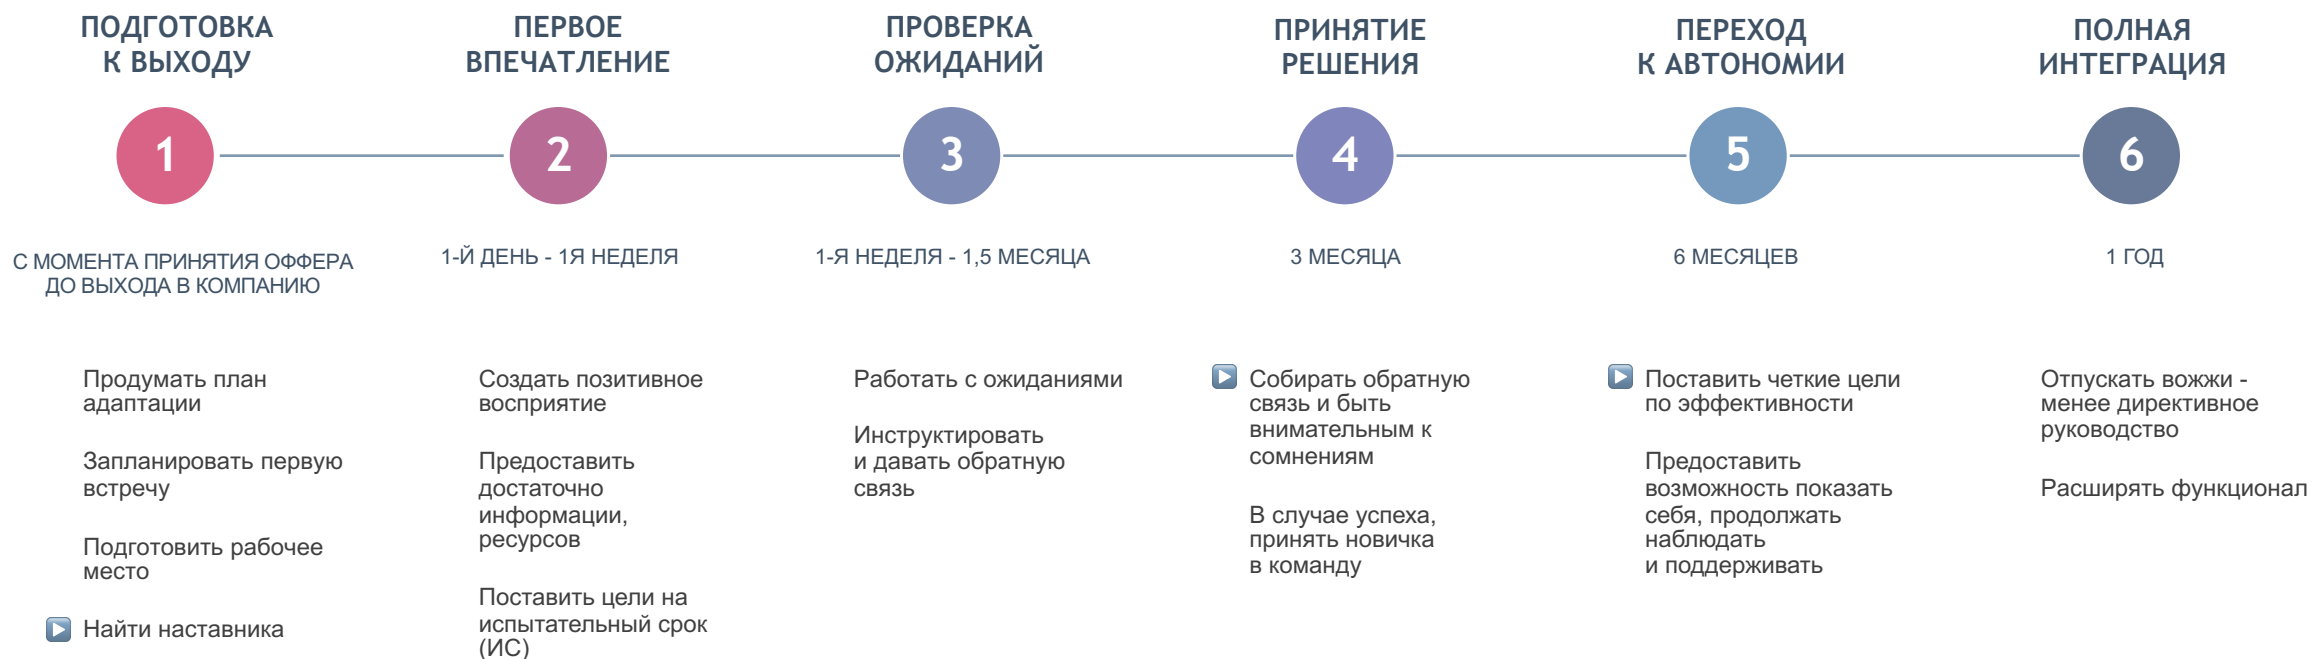 ПОДГОТОВКА
К ВЫХОДУ
ПЕРВОЕ
ВПЕЧАТЛЕНИЕ
ПРОВЕРКА
ОЖИДАНИЙ
ПРИНЯТИЕ
РЕШЕНИЯ
ПЕРЕХОД
К АВТОНОМИИ
ПОЛНАЯ
ИНТЕГРАЦИЯ
1
2
3
4
5
6
С МОМЕНТА ПРИНЯТИЯ ОФФЕРА
ДО ВЫХОДА В КОМПАНИЮ
1-Й ДЕНЬ - 1Я НЕДЕЛЯ
1-Я НЕДЕЛЯ - 1,5 МЕСЯЦА
3 МЕСЯЦА
6 МЕСЯЦЕВ
1 ГОД
Продумать план
адаптации
Запланировать первую
встречу
Подготовить рабочее
место
Найти наставника
Создать позитивное
восприятие
Предоставить
достаточно
информации,
ресурсов
Поставить цели на
испытательный срок
(ИС)
Работать с ожиданиями
Инструктировать
и давать обратную
связь
Собирать обратную
связь и быть
внимательным к
сомнениям
В случае успеха,
принять новичка
в команду
Поставить четкие цели
по эффективности
Предоставить
возможность показать
себя, продолжать
наблюдать
и поддерживать
Отпускать вожжи -
менее директивное
руководство
Расширять функционал